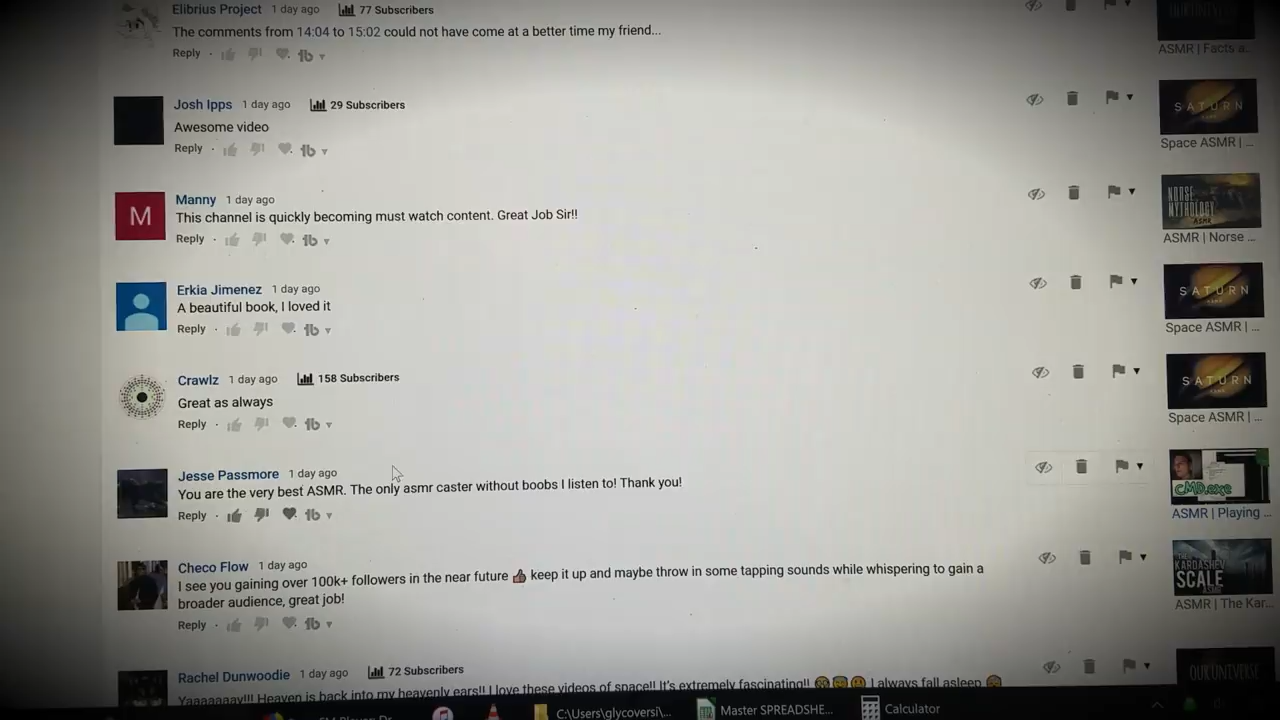 Elibrius Project 1 day ago 77 Subscribers
OUR UNIVERSE
The comments from 14:04 to 15:02 could not have come at a better time my friend...
ASMR | Facts a...
Reply
Josh Ipps 1 day ago 29 Subscribers
SATURN
Awesome video
Space ASMR | ...
Reply
Manny 1 day ago
M
NORSE
MYTHOLOGY
ASMR
This channel is quickly becoming must watch content. Great Job Sir!!
ASMR | Norse ...
Reply
Erkia Jimenez 1 day ago
SATURN
A beautiful book, I loved it
Space ASMR | ...
Reply
Crawlz 1 day ago 158 Subscribers
SATURN
Great as always
Space ASMR | ...
Reply
Jesse Passmore 1 day ago
You are the very best ASMR. The only asmr caster without boobs I listen to! Thank you!
CMD.exe
Reply
ASMR | Playing ...
Checo Flow 1 day ago
I see you gaining over 100k+ followers in the near future 👍 keep it up and maybe throw in some tapping sounds while whispering to gain a
broader audience, great job!
THE
KARDASHEV
SCALE
ASMR
ASMR | The Kar...
Reply
Rachel Dunwoodie 1 day ago 72 Subscribers
OUR UNIVERSE
Yaaaaaaay!!! Heaven is back into my heavenly ears!! I love these videos of space!! It's extremely fascinating!! I always fall asleep
C:\Users\glycoversi\...
Master SPREADSHE...
Calculator